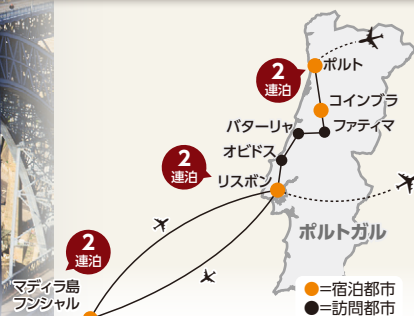 ポルト
2
連泊
コインブラ
バターリャ
ファティマ
オビドス
2
連泊
リスボン
ポルトガル
2
連泊
マディラ島
フンシャル
●=宿泊都市
●=訪問都市